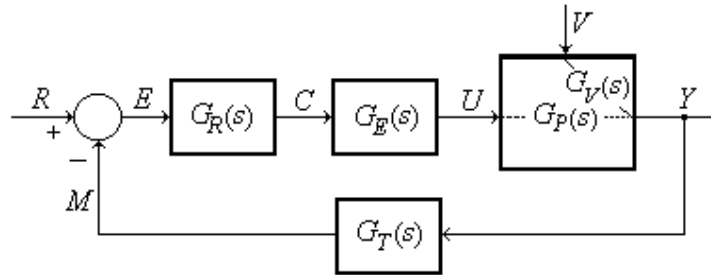 V
R
E
G_R(s)
C
G_E(s)
U
G_V(s)
G_P(s)
Y
+
−
M
G_T(s)